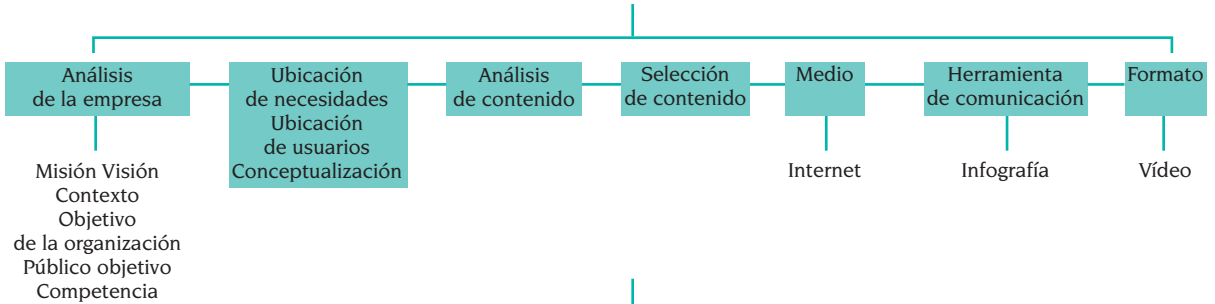 Análisis
de la empresa
Ubicación
de necesidades
Ubicación
de usuarios
Conceptualización
Análisis
de contenido
Selección
de contenido
Medio
Herramienta
de comunicación
Formato
Misión Visión
Contexto
Objetivo
de la organización
Público objetivo
Competencia
Internet
Infografía
Vídeo